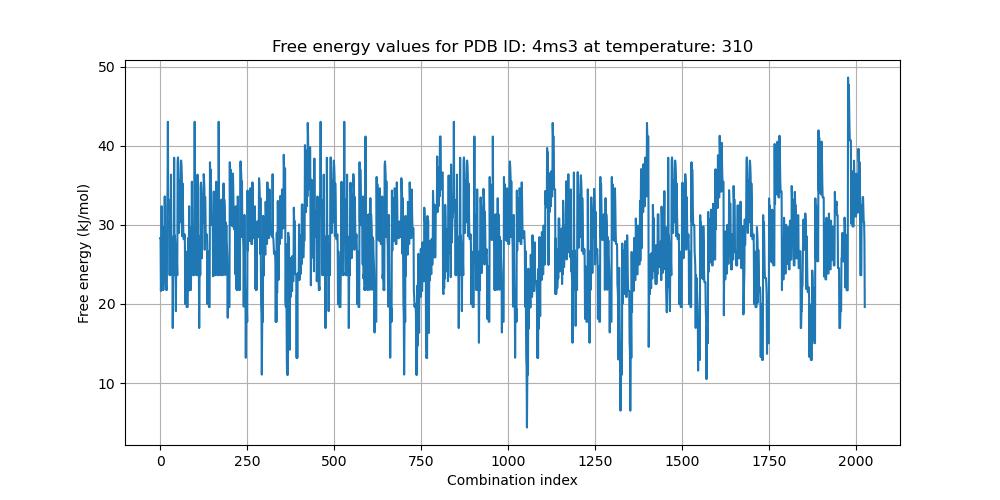 Free energy values for PDB ID: 4ms3 at temperature: 310
50
40
30
20
10
Free energy (kJ/mol)
0 250 500 750 1000 1250 1500 1750 2000
Combination index